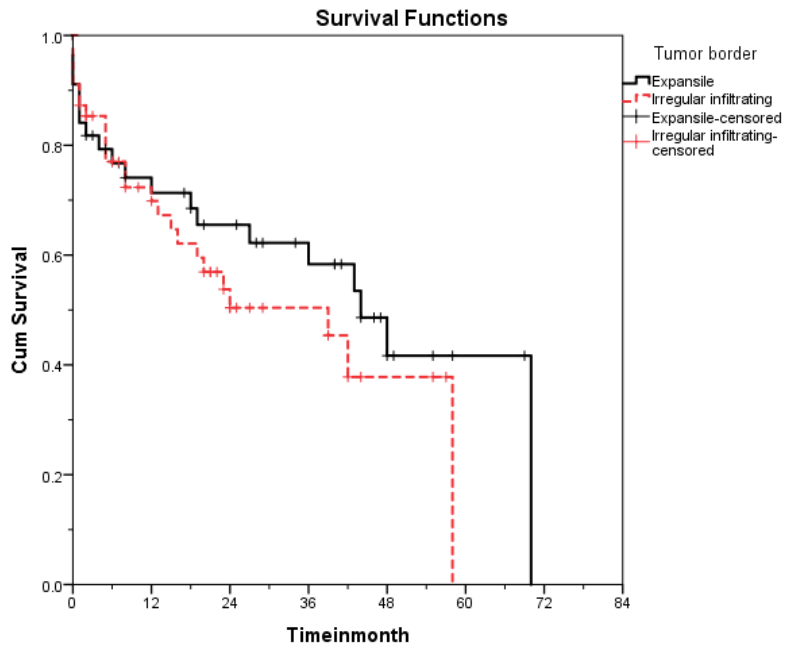 Survival Functions
Tumor border
Expansile
Irregular infiltrating
Expansile-censored
Irregular infiltrating-
censored
Cum Survival
1.0
0.8
0.6
0.4
0.2
0.0
0 12 24 36 48 60 72 84
Timeinmonth